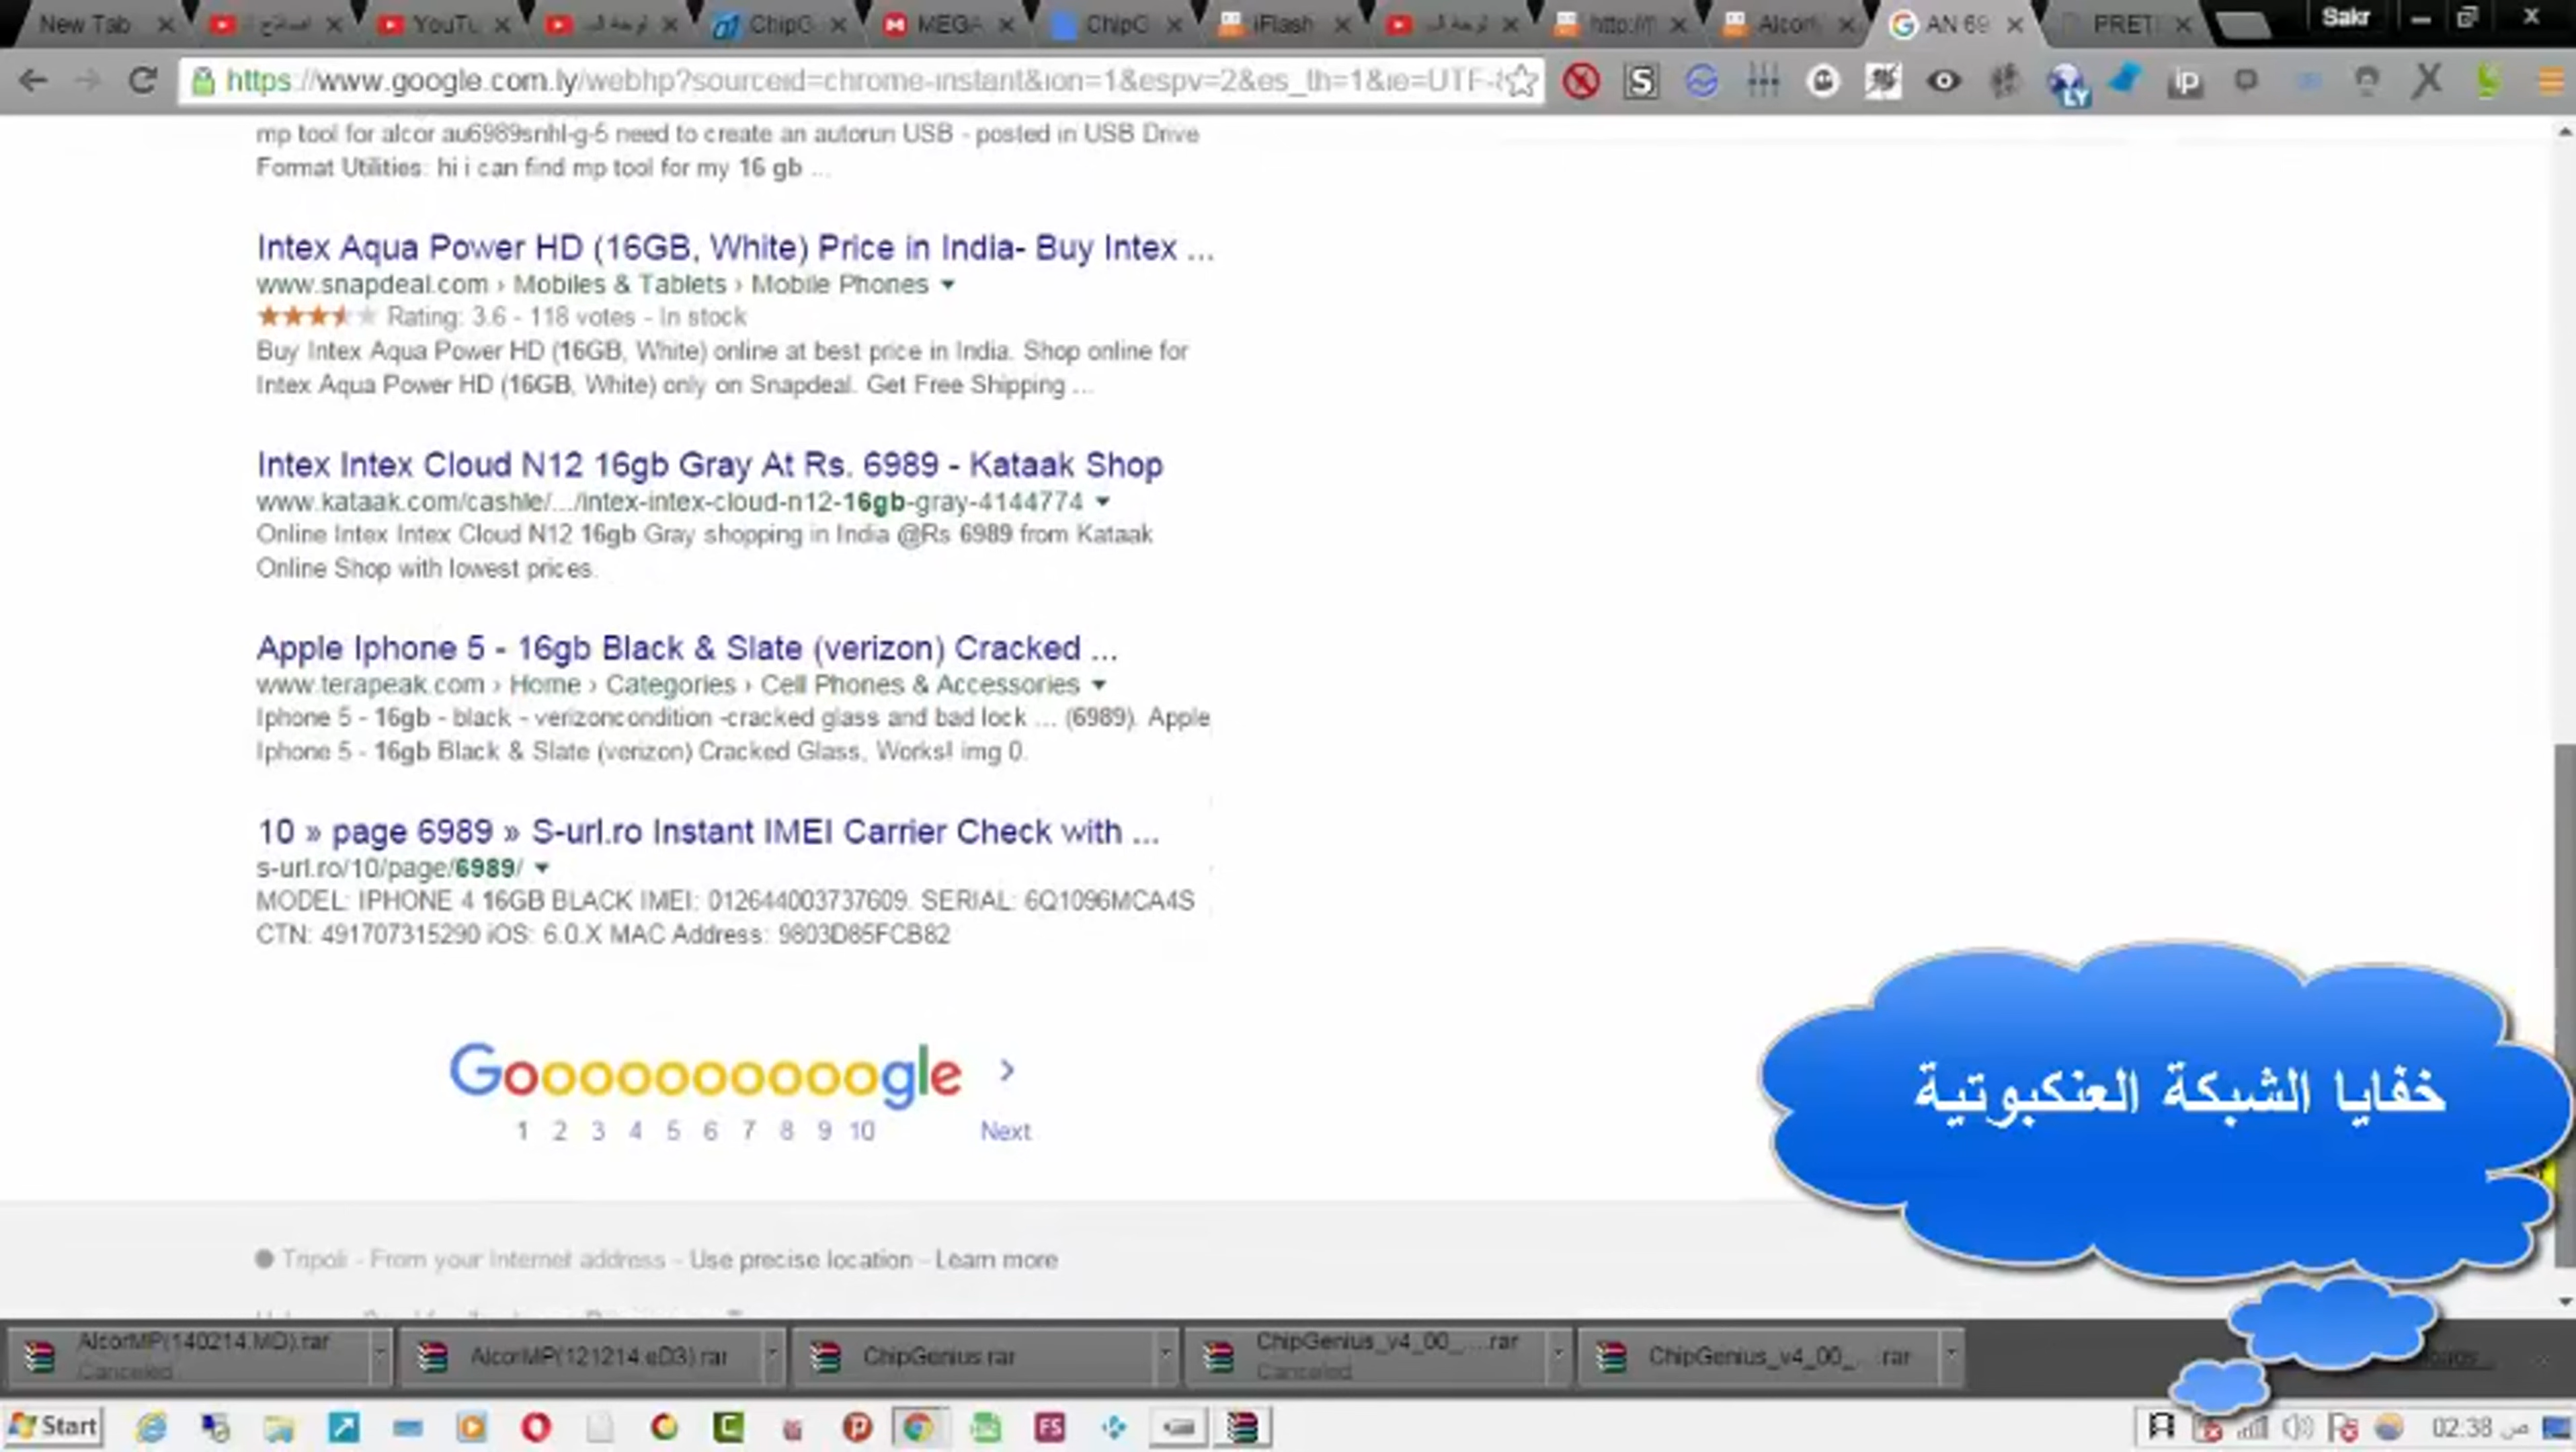 New Tab
YouTu
ChipG
MEGA
ChipG
iFlash
http://f
Alcor
AN 69
PRET
Sakr
https://www.google.com.ly/webhp?sourceid=chrome-instant&ion=1&espv=2&es_th=1&ie=UTF-8
LY
ip
mp tool for alcor au6989snhl-g-5 need to create an autorun USB - posted in USB Drive
Format Utilities: hi i can find mp tool for my 16 gb ...
Intex Aqua Power HD (16GB, White) Price in India- Buy Intex ...
www.snapdeal.com › Mobiles & Tablets › Mobile Phones
Rating: 3.6 - 118 votes - In stock
Buy Intex Aqua Power HD (16GB, White) online at best price in India. Shop online for
Intex Aqua Power HD (16GB, White) only on Snapdeal. Get Free Shipping ...
Intex Intex Cloud N12 16gb Gray At Rs. 6989 - Kataak Shop
www.kataak.com/cashle/.../intex-intex-cloud-n12-16gb-gray-4144774
Online Intex Intex Cloud N12 16gb Gray shopping in India @Rs 6989 from Kataak
Online Shop with lowest prices.
Apple Iphone 5 - 16gb Black & Slate (verizon) Cracked ...
www.terapeak.com › Home › Categories › Cell Phones & Accessories
Iphone 5 - 16gb - black - verizoncondition -cracked glass and bad lock ... (6989). Apple
Iphone 5 - 16gb Black & Slate (verizon) Cracked Glass, Works! img 0.
10 » page 6989 » S-url.ro Instant IMEI Carrier Check with ...
s-url.ro/10/page/6989/
MODEL: IPHONE 4 16GB BLACK IMEI: 012644003737609. SERIAL: 6Q1096MCA4S
CTN: 491707315290 iOS: 6.0.X MAC Address: 9803D85FCB82
خفايا الشبكة العنكبوتية
Goooooooooogle
1 2 3 4 5 6 7 8 9 10 Next
Tripoli - From your Internet address - Use precise location - Learn more
AlcorMP(140214.MD).rar
Canceled
AlcorMP(121214.eD3).rar
ChipGenius.rar
ChipGenius_v4_00_....rar
Canceled
ChipGenius_v4_00_....rar
Start
FS
02:38 ص